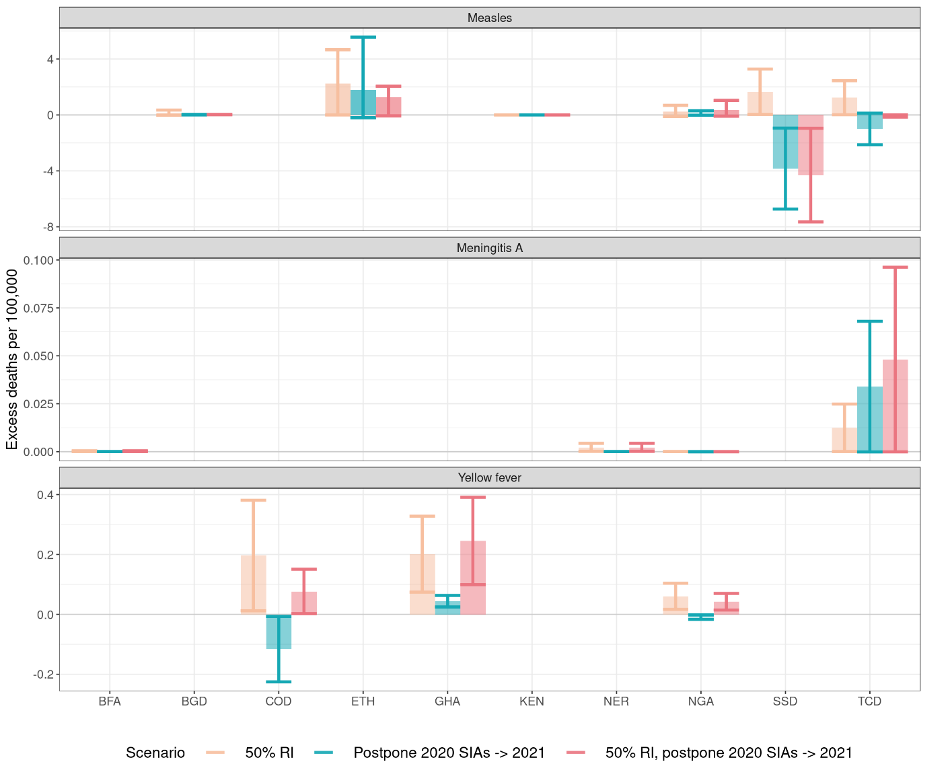 Measles
4
0
-4
-8
Meningitis A
0.100
0.075
0.050
0.025
0.000
Excess deaths per 100,000
Yellow fever
0.4
0.2
0.0
-0.2
BFA BGD COD ETH GHA KEN NER NGA SSD TCD
Scenario 50% RI Postpone 2020 SIAs -> 2021 50% RI, postpone 2020 SIAs -> 2021